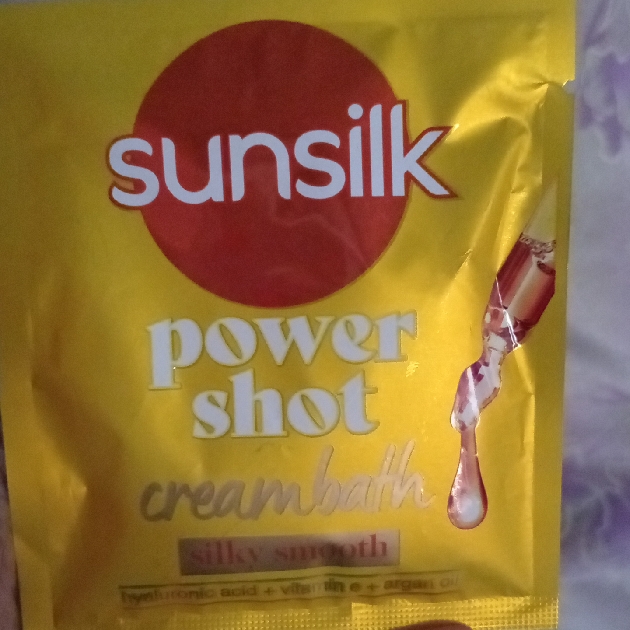 sunsilk
power
shot
creambath
silky smooth
hyaluronic acid + vitamin e + argan oil